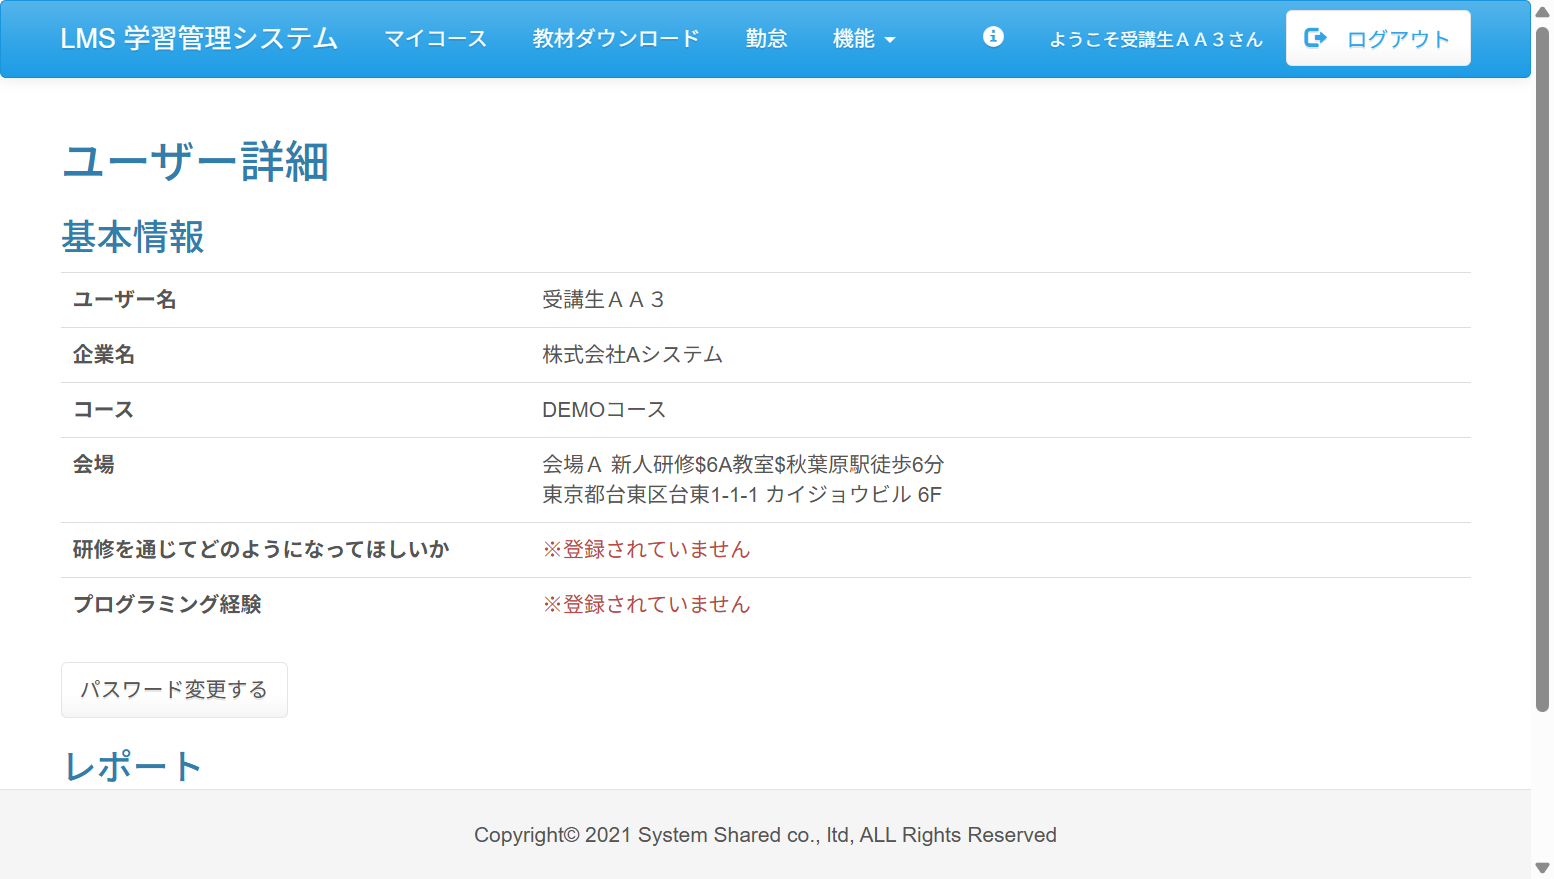 LMS 学習管理システム マイコース 教材ダウンロード 勤怠 機能 ようこそ受講生ＡＡ３さん ログアウト
ユーザー詳細
基本情報
ユーザー名 受講生ＡＡ３
企業名 株式会社Aシステム
コース DEMOコース
会場 会場Ａ 新人研修$6A教室$秋葉原駅徒歩6分
東京都台東区台東1-1-1 カイジョウビル 6F
研修を通じてどのようになってほしいか ※登録されていません
プログラミング経験 ※登録されていません
パスワード変更する
レポート
Copyright© 2021 System Shared co., ltd, ALL Rights Reserved